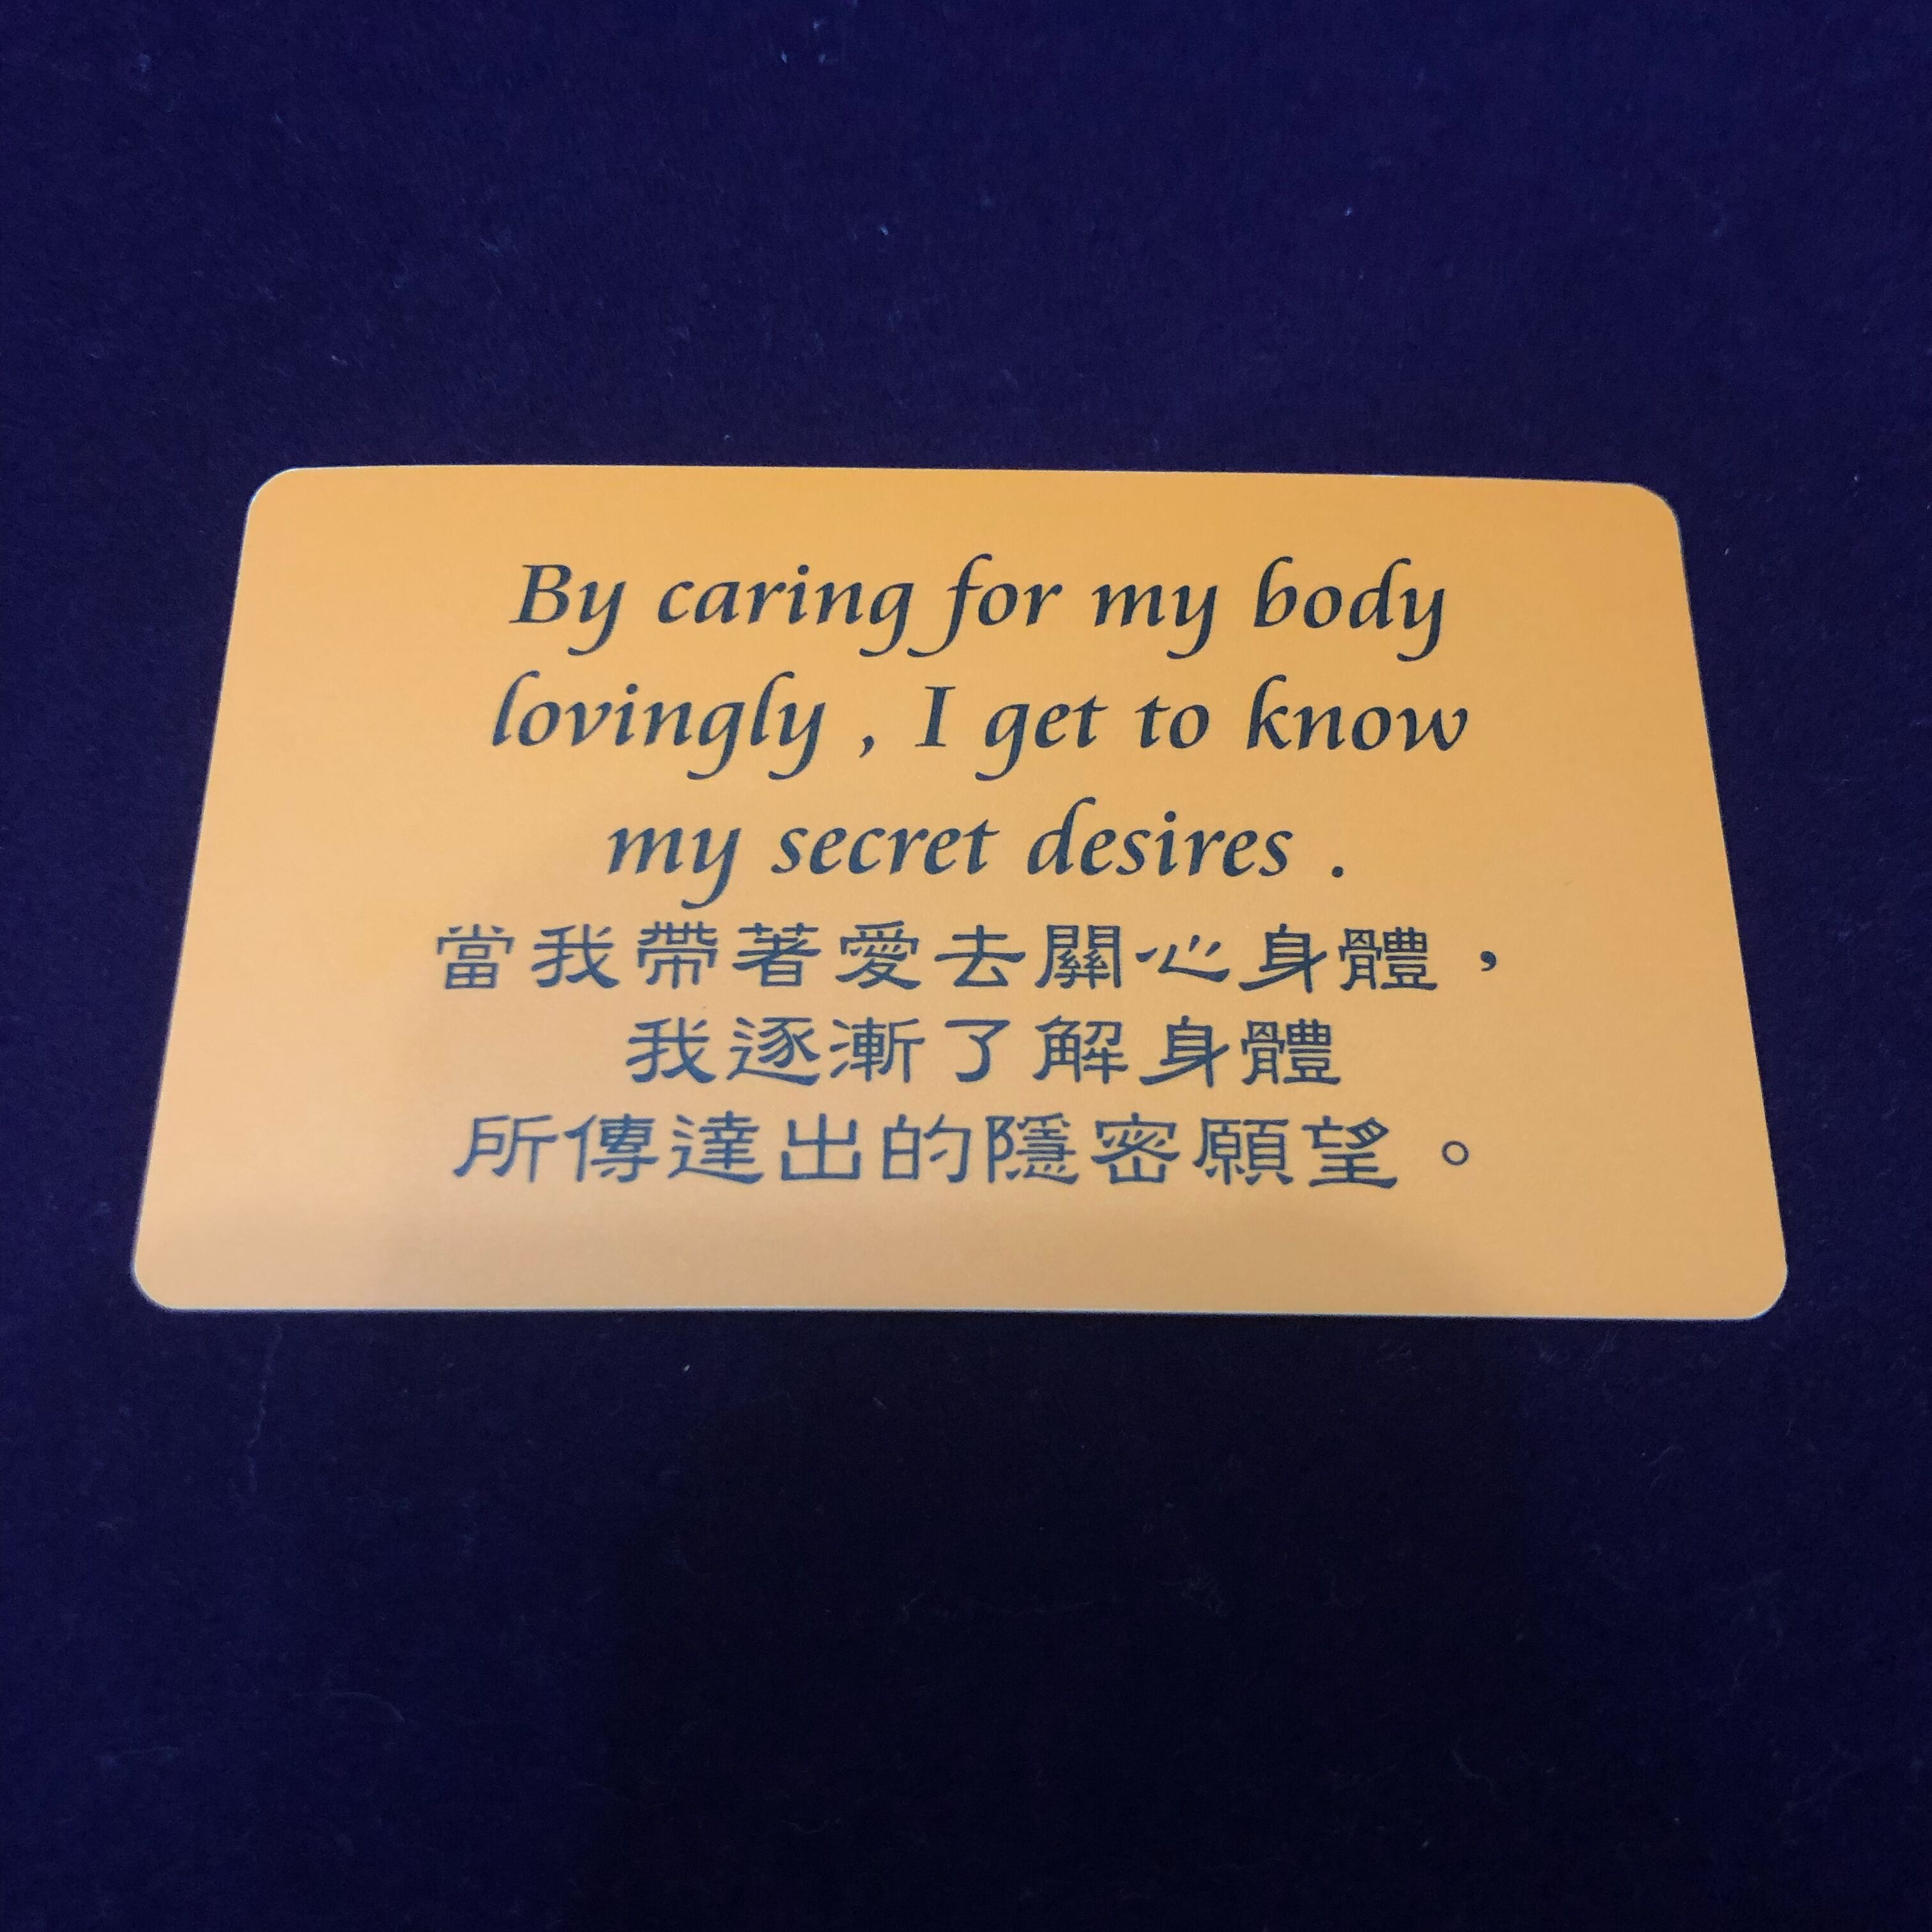 By caring for my body
lovingly , I get to know
my secret desires .
當我帶著愛去關心身體，
我逐漸了解身體
所傳達出的隱密願望。